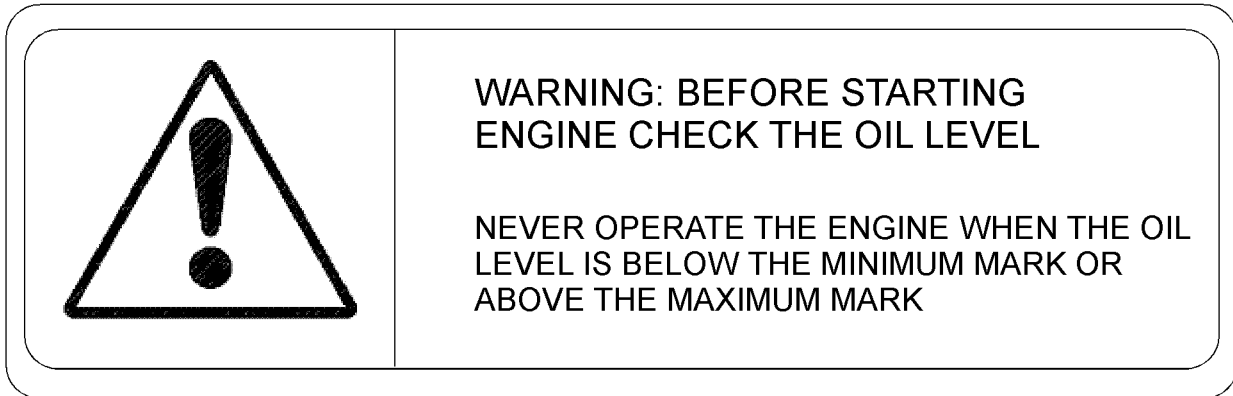 WARNING: BEFORE STARTING
ENGINE CHECK THE OIL LEVEL
NEVER OPERATE THE ENGINE WHEN THE OIL
LEVEL IS BELOW THE MINIMUM MARK OR
ABOVE THE MAXIMUM MARK